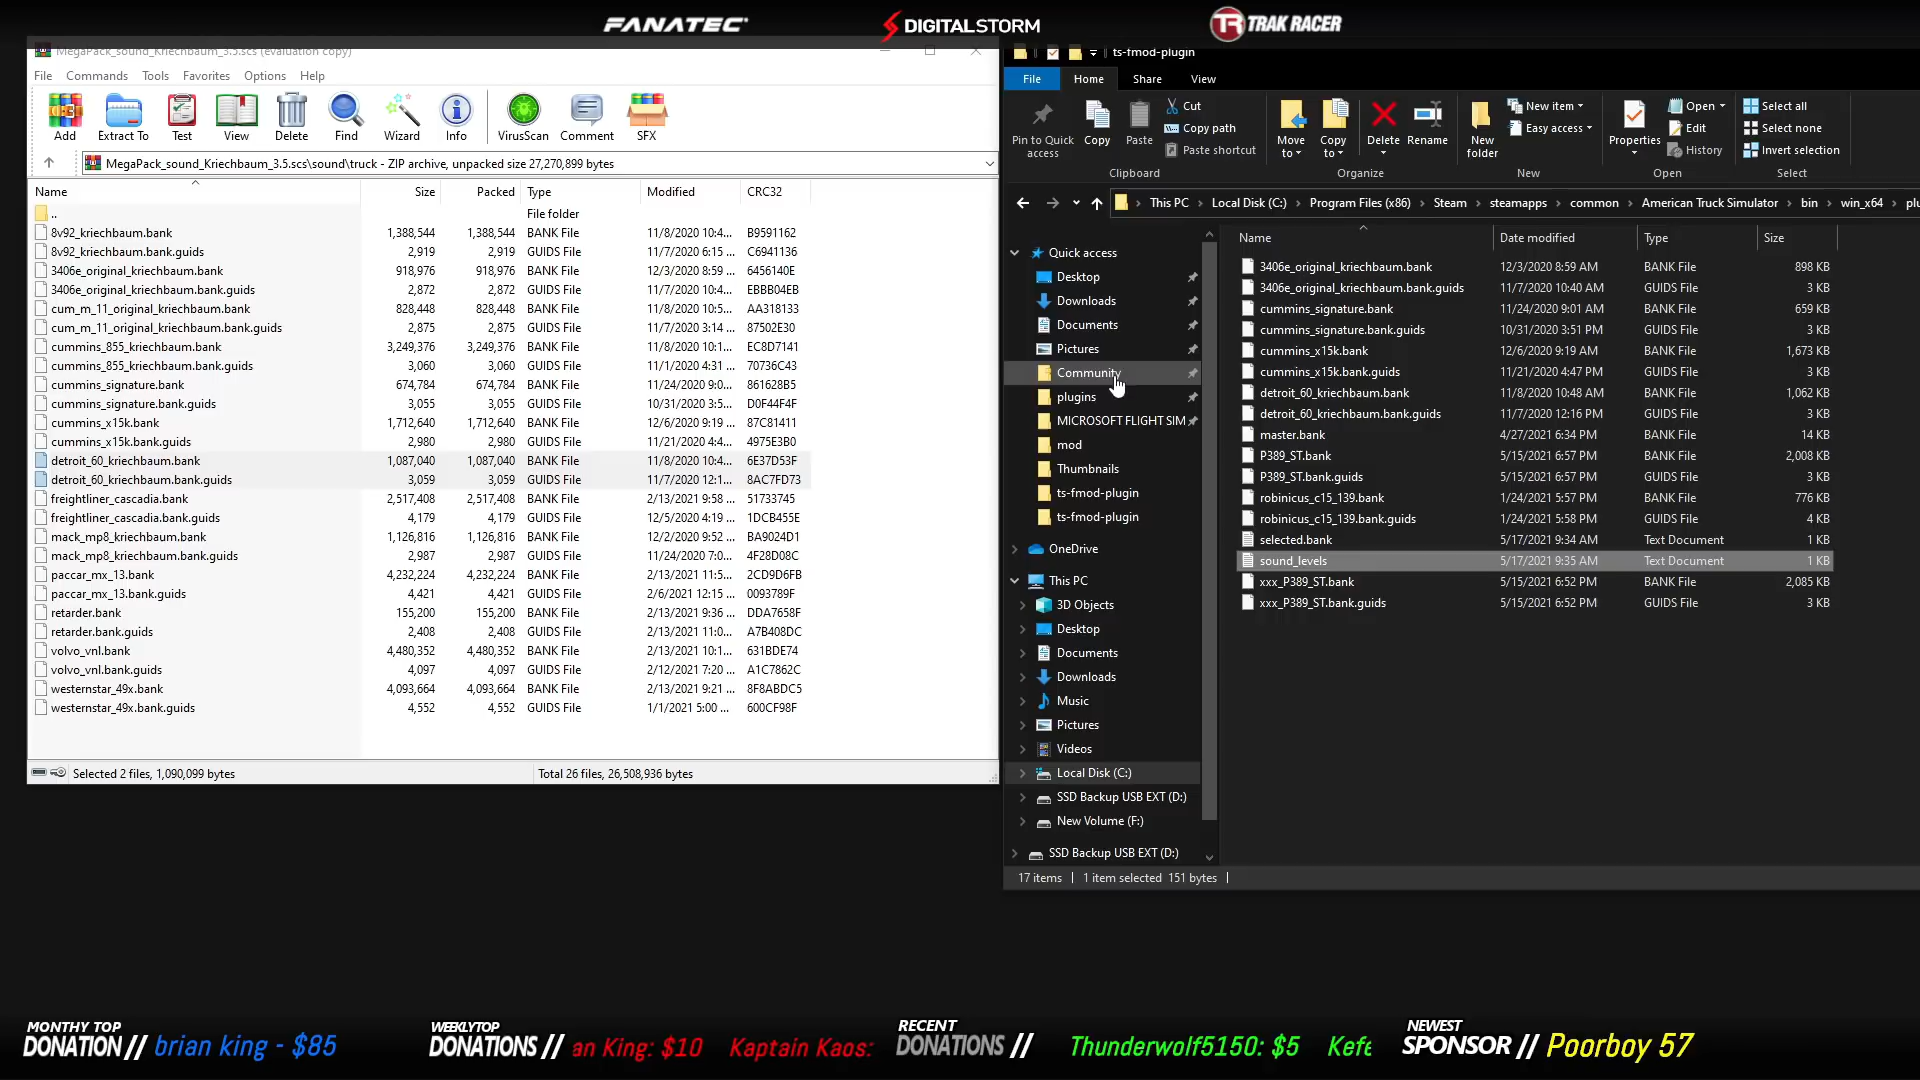 FANATEC
DIGITALSTORM
TR TRAK RACER
MegaPack_sound_Kriechbaum_3.5.scs (evaluation copy)
File Commands Tools Favorites Options Help
Add Extract To Test View Delete Find Wizard Info VirusScan Comment SFX
MegaPack_sound_Kriechbaum_3.5.scs\sound\truck - ZIP archive, unpacked size 27,270,899 bytes
Name Size Packed Type Modified CRC32
.. File folder
8v92_kriechbaum.bank 1,388,544 1,388,544 BANK File 11/8/2020 10:4... B9591162
8v92_kriechbaum.bank.guids 2,919 2,919 GUIDS File 11/7/2020 6:15 ... C6941136
3406e_original_kriechbaum.bank 918,976 918,976 BANK File 12/3/2020 8:59 ... 6456140E
3406e_original_kriechbaum.bank.guids 2,872 2,872 GUIDS File 11/7/2020 10:4... EBBB04EB
cum_m_11_original_kriechbaum.bank 828,448 828,448 BANK File 11/8/2020 10:5... AA318133
cum_m_11_original_kriechbaum.bank.guids 2,875 2,875 GUIDS File 11/7/2020 3:14 ... 87502E30
cummins_855_kriechbaum.bank 3,249,376 3,249,376 BANK File 11/8/2020 10:1... EC8D7141
cummins_855_kriechbaum.bank.guids 3,060 3,060 GUIDS File 11/1/2020 4:31 ... 70736C43
cummins_signature.bank 674,784 674,784 BANK File 11/24/2020 9:0... 861628B5
cummins_signature.bank.guids 3,055 3,055 GUIDS File 10/31/2020 3:5... D0F44F4F
cummins_x15k.bank 1,712,640 1,712,640 BANK File 12/6/2020 9:19 ... 87C81411
cummins_x15k.bank.guids 2,980 2,980 GUIDS File 11/21/2020 4:4... 4975E3B0
detroit_60_kriechbaum.bank 1,087,040 1,087,040 BANK File 11/8/2020 10:4... 6E37D53F
detroit_60_kriechbaum.bank.guids 3,059 3,059 GUIDS File 11/7/2020 12:1... 8AC7FD73
freightliner_cascadia.bank 2,517,408 2,517,408 BANK File 2/13/2021 9:58 ... 51733745
freightliner_cascadia.bank.guids 4,179 4,179 GUIDS File 12/5/2020 4:19 ... 1DCB455E
mack_mp8_kriechbaum.bank 1,126,816 1,126,816 BANK File 12/2/2020 9:52 ... BA9024D1
mack_mp8_kriechbaum.bank.guids 2,987 2,987 GUIDS File 11/24/2020 7:0... 4F28D08C
paccar_mx_13.bank 4,232,224 4,232,224 BANK File 2/13/2021 11:5... 2CD9D6FB
paccar_mx_13.bank.guids 4,421 4,421 GUIDS File 2/6/2021 12:15 ... 0093789F
retarder.bank 155,200 155,200 BANK File 2/13/2021 9:36 ... DDA7658F
retarder.bank.guids 2,408 2,408 GUIDS File 2/13/2021 11:0... A7B408DC
volvo_vnl.bank 4,480,352 4,480,352 BANK File 2/13/2021 10:1... 631BDE74
volvo_vnl.bank.guids 4,097 4,097 GUIDS File 2/12/2021 7:20 ... A1C7862C
westernstar_49x.bank 4,093,664 4,093,664 BANK File 2/13/2021 9:21 ... 8F8ABDC5
westernstar_49x.bank.guids 4,552 4,552 GUIDS File 1/1/2021 5:00 ... 600CF98F
Selected 2 files, 1,090,099 bytes Total 26 files, 26,508,936 bytes
ts-fmod-plugin
File Home Share View
Pin to Quick access Copy Paste Cut Copy path Paste shortcut Clipboard
Move to Copy to Delete Rename Organize
New folder New item Easy access New
Properties Open Edit History Open
Select all Select none Invert selection Select
This PC Local Disk (C:) Program Files (x86) Steam steamapps common American Truck Simulator bin win_x64 plu
Quick access
Desktop
Downloads
Documents
Pictures
Community
plugins
MICROSOFT FLIGHT SIM
mod
Thumbnails
ts-fmod-plugin
ts-fmod-plugin
OneDrive
This PC
3D Objects
Desktop
Documents
Downloads
Music
Pictures
Videos
Local Disk (C:)
SSD Backup USB EXT (D:)
New Volume (F:)
SSD Backup USB EXT (D:)
Name Date modified Type Size
3406e_original_kriechbaum.bank 12/3/2020 8:59 AM BANK File 898 KB
3406e_original_kriechbaum.bank.guids 11/7/2020 10:40 AM GUIDS File 3 KB
cummins_signature.bank 11/24/2020 9:01 AM BANK File 659 KB
cummins_signature.bank.guids 10/31/2020 3:51 PM GUIDS File 3 KB
cummins_x15k.bank 12/6/2020 9:19 AM BANK File 1,673 KB
cummins_x15k.bank.guids 11/21/2020 4:47 PM GUIDS File 3 KB
detroit_60_kriechbaum.bank 11/8/2020 10:48 AM BANK File 1,062 KB
detroit_60_kriechbaum.bank.guids 11/7/2020 12:16 PM GUIDS File 3 KB
master.bank 4/27/2021 6:34 PM BANK File 14 KB
P389_ST.bank 5/15/2021 6:57 PM BANK File 2,008 KB
P389_ST.bank.guids 5/15/2021 6:57 PM GUIDS File 3 KB
robinicus_c15_139.bank 1/24/2021 5:57 PM BANK File 776 KB
robinicus_c15_139.bank.guids 1/24/2021 5:58 PM GUIDS File 4 KB
selected.bank 5/17/2021 9:34 AM Text Document 1 KB
sound_levels 5/17/2021 9:35 AM Text Document 1 KB
xxx_P389_ST.bank 5/15/2021 6:52 PM BANK File 2,085 KB
xxx_P389_ST.bank.guids 5/15/2021 6:52 PM GUIDS File 3 KB
17 items 1 item selected 151 bytes
MONTHY TOP DONATION // brian king - $85
WEEKLY TOP DONATIONS // an King: $10 Kaptain Kaos:
RECENT DONATIONS // Thunderwolf5150: $5 Kefe
NEWEST SPONSOR // Poorboy 57